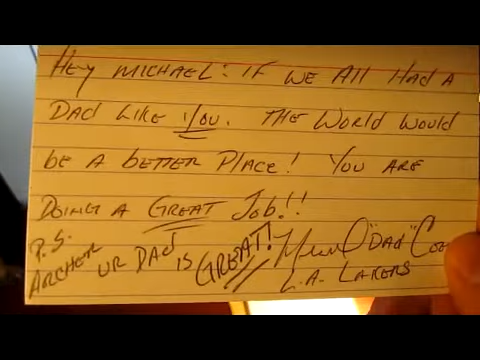 Hey Michael: If we all had a
Dad like you. The world would
be a better place! You are
doing a GREAT Job!!
P.S.
Archer ur Dad is GREAT!
"Dad"
L.A. Lakers